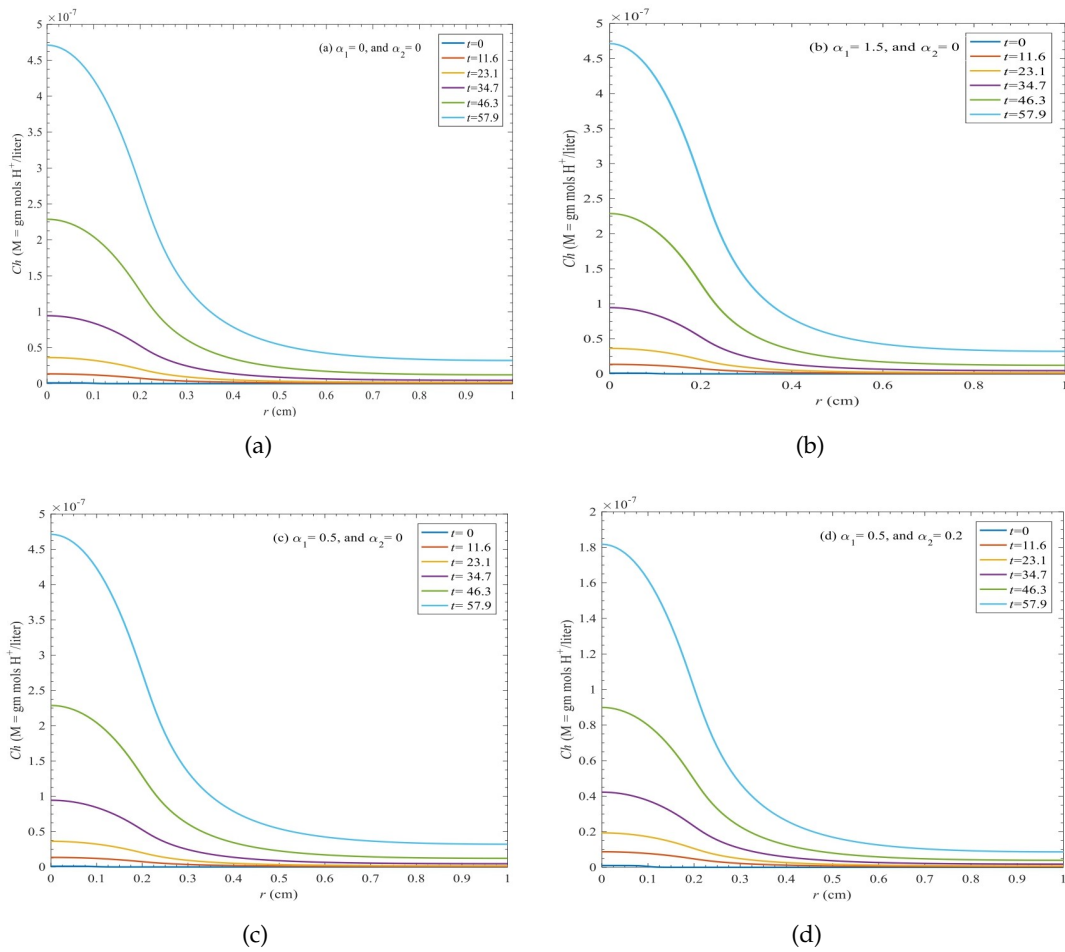 ×10⁻⁷
(a) α₁= 0, and α₂= 0
t=0
t=11.6
t=23.1
t=34.7
t=46.3
t=57.9
5
4.5
4
3.5
3
2.5
2
1.5
1
0.5
0
Ch (M = gm mols H⁺/liter)
0 0.1 0.2 0.3 0.4 0.5 0.6 0.7 0.8 0.9 1
r (cm)
(a)
×10⁻⁷
(b) α₁= 1.5, and α₂= 0
t=0
t=11.6
t=23.1
t=34.7
t=46.3
t=57.9
5
4.5
4
3.5
3
2.5
2
1.5
1
0.5
0
Ch (M = gm mols H⁺/liter)
0 0.2 0.4 0.6 0.8 1
r (cm)
(b)
×10⁻⁷
(c) α₁= 0.5, and α₂= 0
t= 0
t= 11.6
t= 23.1
t= 34.7
t= 46.3
t= 57.9
5
4.5
4
3.5
3
2.5
2
1.5
1
0.5
0
Ch (M = gm mols H⁺/liter)
0 0.1 0.2 0.3 0.4 0.5 0.6 0.7 0.8 0.9 1
r (cm)
(c)
×10⁻⁷
(d) α₁= 0.5, and α₂= 0.2
t=0
t=11.6
t=23.1
t=34.7
t=46.3
t=57.9
2
1.8
1.6
1.4
1.2
1
0.8
0.6
0.4
0.2
0
Ch (M = gm mols H⁺/liter)
0 0.1 0.2 0.3 0.4 0.5 0.6 0.7 0.8 0.9 1
r (cm)
(d)